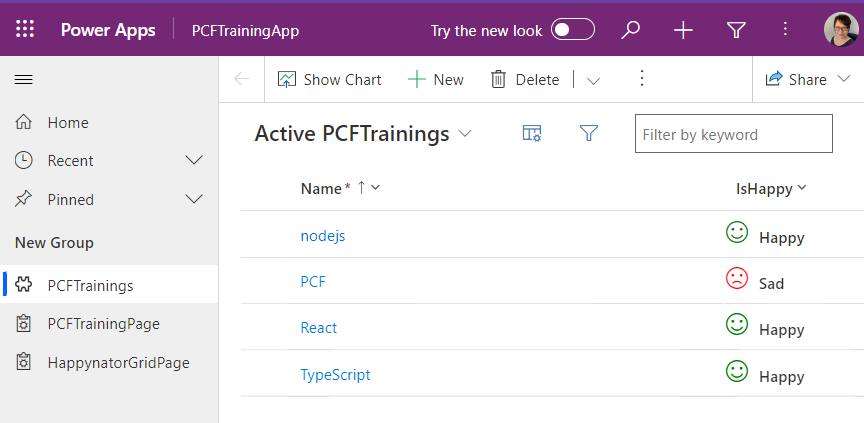 Power Apps PCFTrainingApp Try the new look
Show Chart New Delete Share
Home
Recent
Pinned
New Group
PCFTrainings
PCFTrainingPage
HappynatorGridPage
Active PCFTrainings Filter by keyword
Name* IsHappy
nodejs Happy
PCF Sad
React Happy
TypeScript Happy